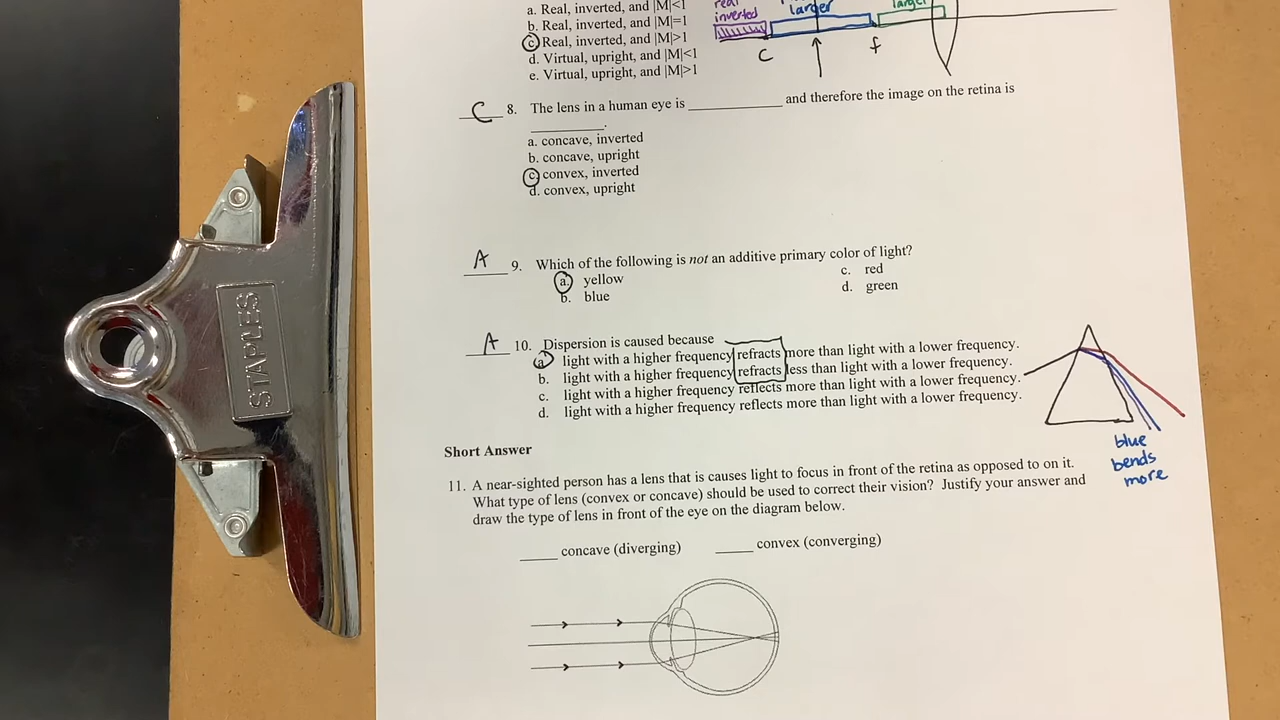 a. Real, inverted, and |M|<1
b. Real, inverted, and |M|=1
c. Real, inverted, and |M|>1
d. Virtual, upright, and |M|<1
e. Virtual, upright, and |M|>1
real
inverted
larger
larger
C
f
C 8. The lens in a human eye is __________ and therefore the image on the retina is
__________.
a. concave, inverted
b. concave, upright
c. convex, inverted
d. convex, upright
A 9. Which of the following is not an additive primary color of light?
a. yellow c. red
b. blue d. green
A 10. Dispersion is caused because
a. light with a higher frequency refracts more than light with a lower frequency.
b. light with a higher frequency refracts less than light with a lower frequency.
c. light with a higher frequency reflects more than light with a lower frequency.
d. light with a higher frequency reflects more than light with a lower frequency.
blue
bends
more
Short Answer
11. A near-sighted person has a lens that is causes light to focus in front of the retina as opposed to on it.
What type of lens (convex or concave) should be used to correct their vision? Justify your answer and
draw the type of lens in front of the eye on the diagram below.
____ concave (diverging) ____ convex (converging)
STAPLES